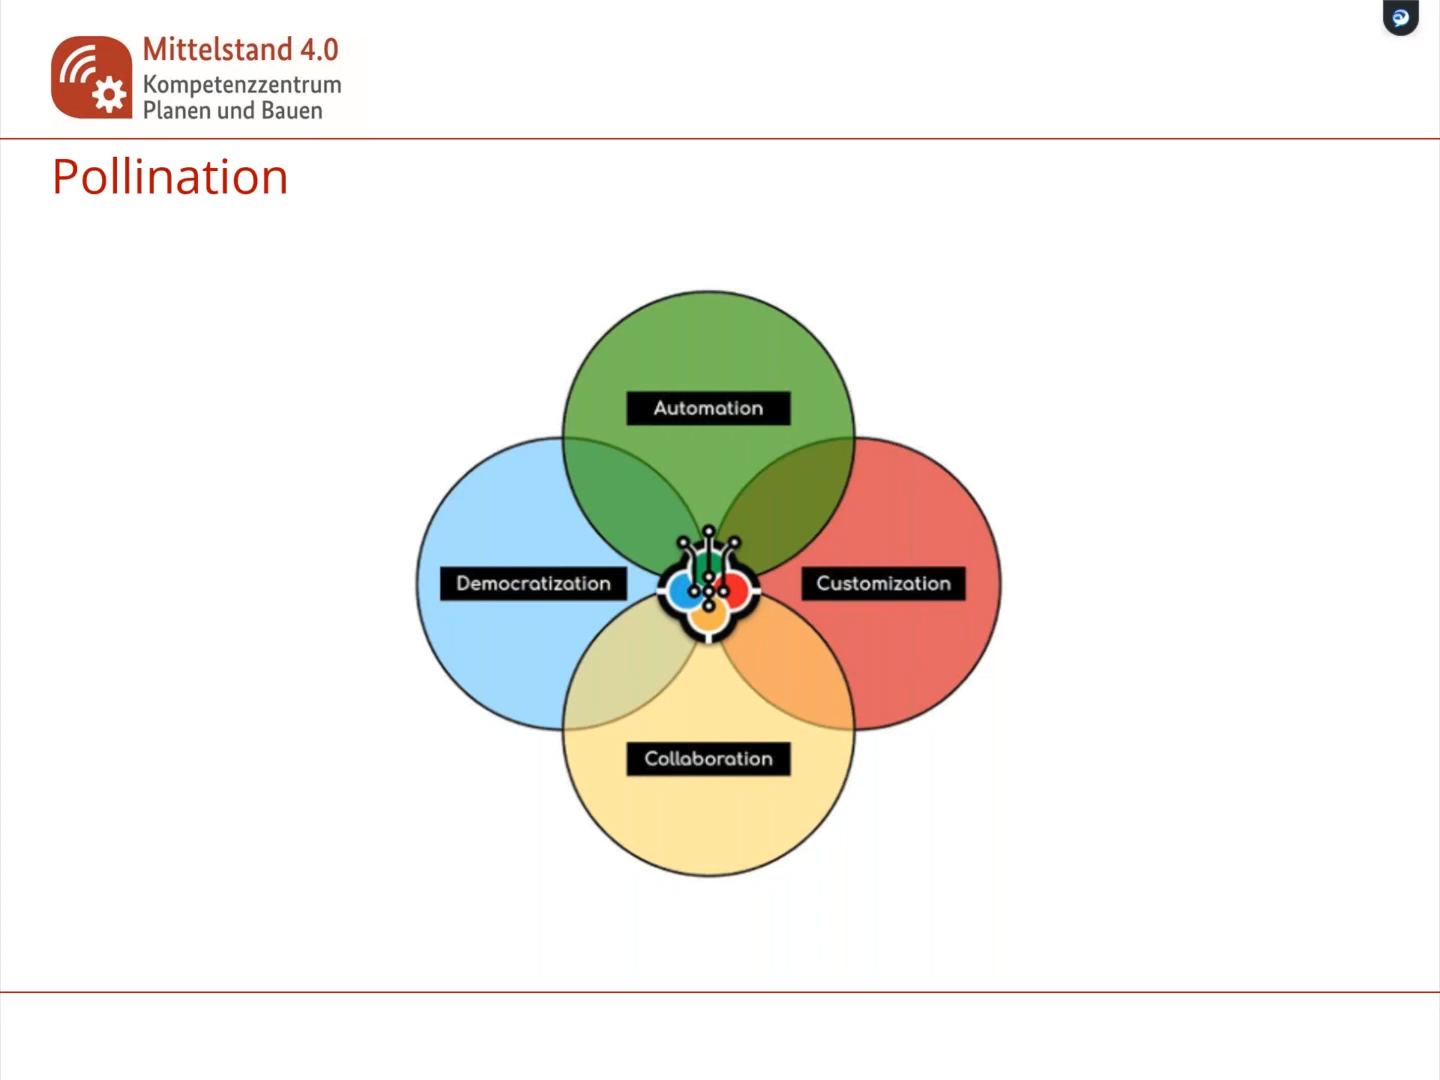 Mittelstand 4.0
Kompetenzzentrum
Planen und Bauen
Pollination
Automation
Democratization
Customization
Collaboration